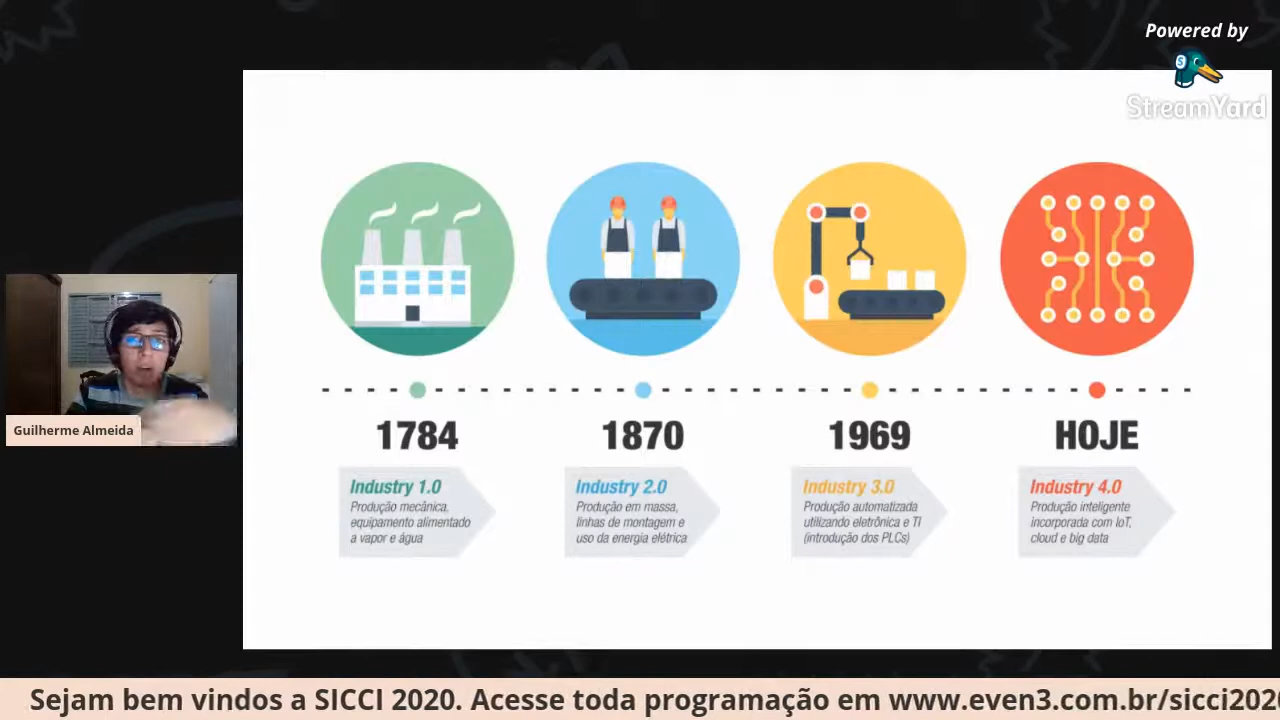 Powered by
StreamYard
1784
1870
1969
HOJE
Industry 1.0
Produção mecânica,
equipamento alimentado
a vapor e água
Industry 2.0
Produção em massa,
linhas de montagem e
uso da energia elétrica
Industry 3.0
Produção automatizada
utilizando eletrônica e TI
(introdução dos PLCs)
Industry 4.0
Produção inteligente
incorporada com IoT,
cloud e big data
Guilherme Almeida
Sejam bem vindos a SICCI 2020. Acesse toda programação em www.even3.com.br/sicci202